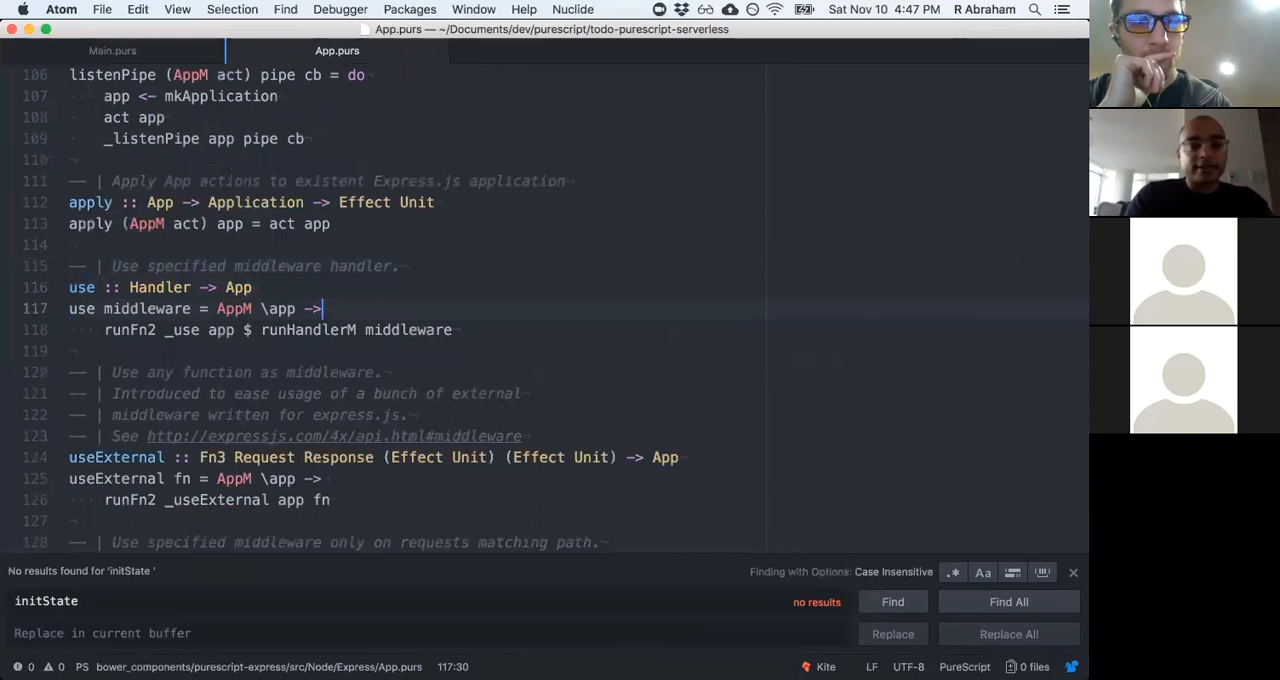 Atom File Edit View Selection Find Debugger Packages Window Help Nuclide Sat Nov 10 4:47 PM R Abraham
App.purs — ~/Documents/dev/purescript/todo-purescript-serverless
Main.purs App.purs
106 listenPipe (AppM act) pipe cb = do
107 app <- mkApplication
108 act app
109 _listenPipe app pipe cb
110
111 -- | Apply App actions to existent Express.js application
112 apply :: App -> Application -> Effect Unit
113 apply (AppM act) app = act app
114
115 -- | Use specified middleware handler.
116 use :: Handler -> App
117 use middleware = AppM \app ->
118 runFn2 _use app $ runHandlerM middleware
119
120 -- | Use any function as middleware.
121 -- | Introduced to ease usage of a bunch of external
122 -- | middleware written for express.js.
123 -- | See http://expressjs.com/4x/api.html#middleware
124 useExternal :: Fn3 Request Response (Effect Unit) (Effect Unit) -> App
125 useExternal fn = AppM \app ->
126 runFn2 _useExternal app fn
127
128 -- | Use specified middleware only on requests matching path.
No results found for 'initState ' Finding with Options: Case Insensitive .* Aa
initState no results Find Find All
Replace in current buffer Replace Replace All
0 0 PS bower_components/purescript-express/src/Node/Express/App.purs 117:30 Kite LF UTF-8 PureScript 0 files